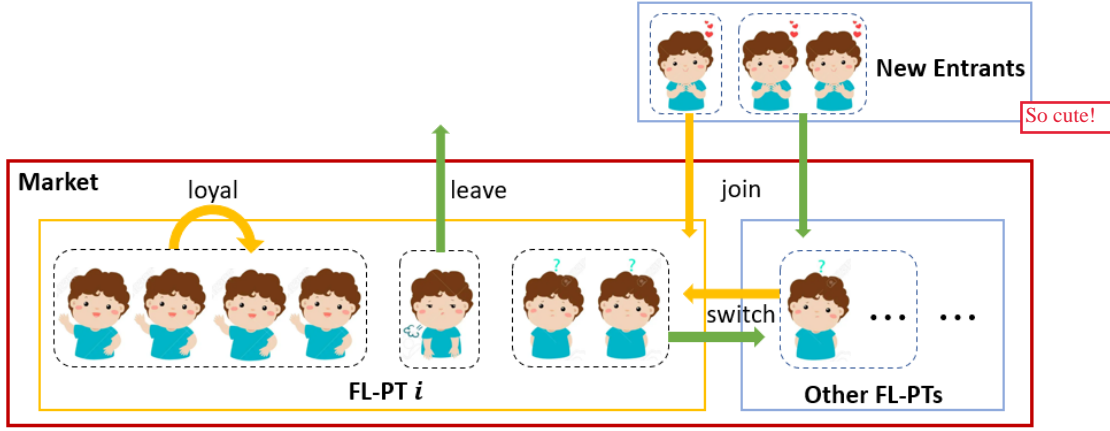 New Entrants
So cute!
Market
loyal
leave
join
? ? ?
switch
... ...
FL-PT i
Other FL-PTs